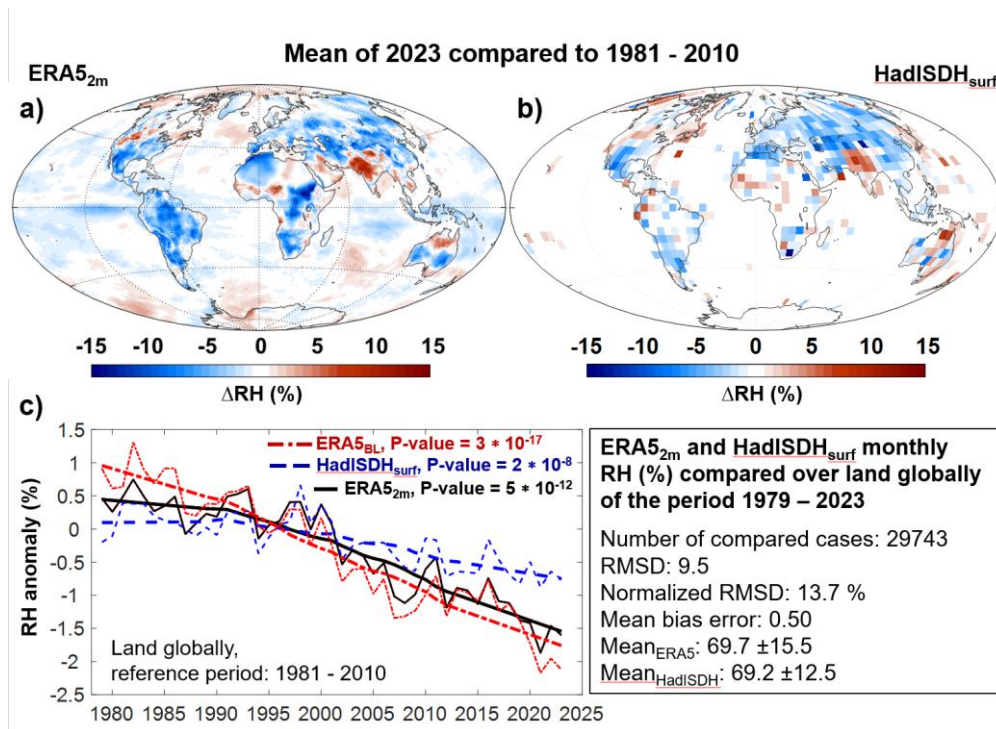 Mean of 2023 compared to 1981 - 2010
ERA5₂ₘ
HadISDHsurf
a)
b)
-15 -10 -5 0 5 10 15
ΔRH (%)
-15 -10 -5 0 5 10 15
ΔRH (%)
c)
1.5
1
0.5
0
-0.5
-1
-1.5
-2
-2.5
RH anomaly (%)
ERA5BL, P-value = 3 * 10⁻¹⁷
HadISDHsurf, P-value = 2 * 10⁻⁸
ERA5₂ₘ, P-value = 5 * 10⁻¹²
Land globally,
reference period: 1981 - 2010
1980 1985 1990 1995 2000 2005 2010 2015 2020 2025
ERA5₂ₘ and HadISDHsurf monthly
RH (%) compared over land globally
of the period 1979 – 2023
Number of compared cases: 29743
RMSD: 9.5
Normalized RMSD: 13.7 %
Mean bias error: 0.50
MeanERA5: 69.7 ±15.5
MeanHadISDH: 69.2 ±12.5